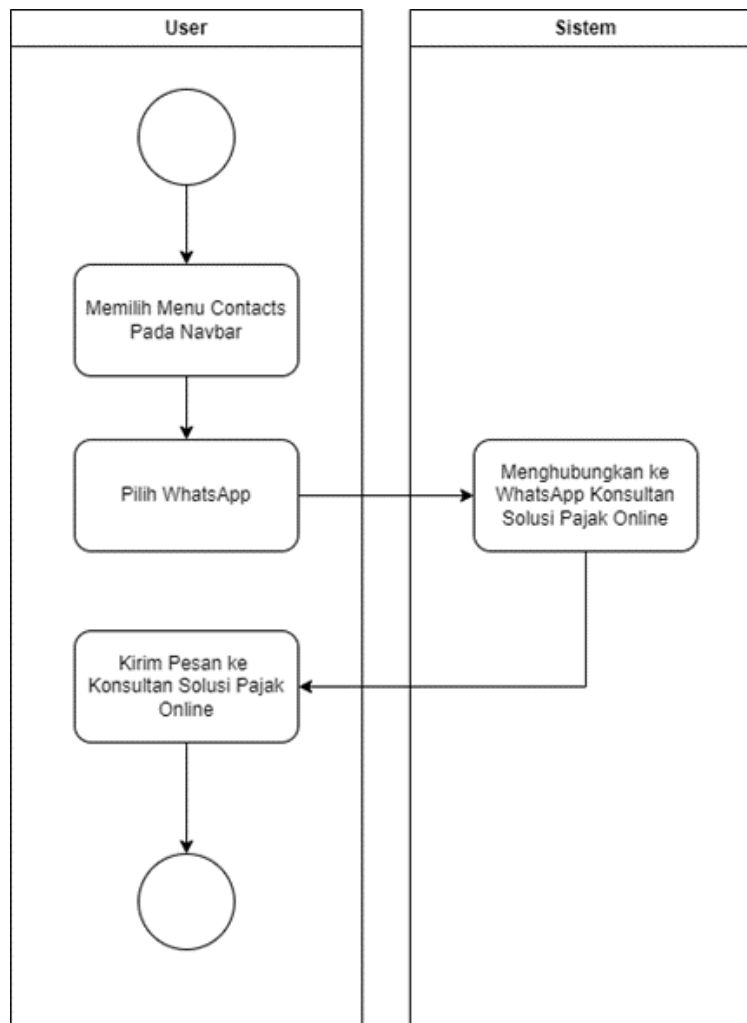 User
Sistem
Memilih Menu Contacts
Pada Navbar
Pilih WhatsApp
Menghubungkan ke
WhatsApp Konsultan
Solusi Pajak Online
Kirim Pesan ke
Konsultan Solusi Pajak
Online